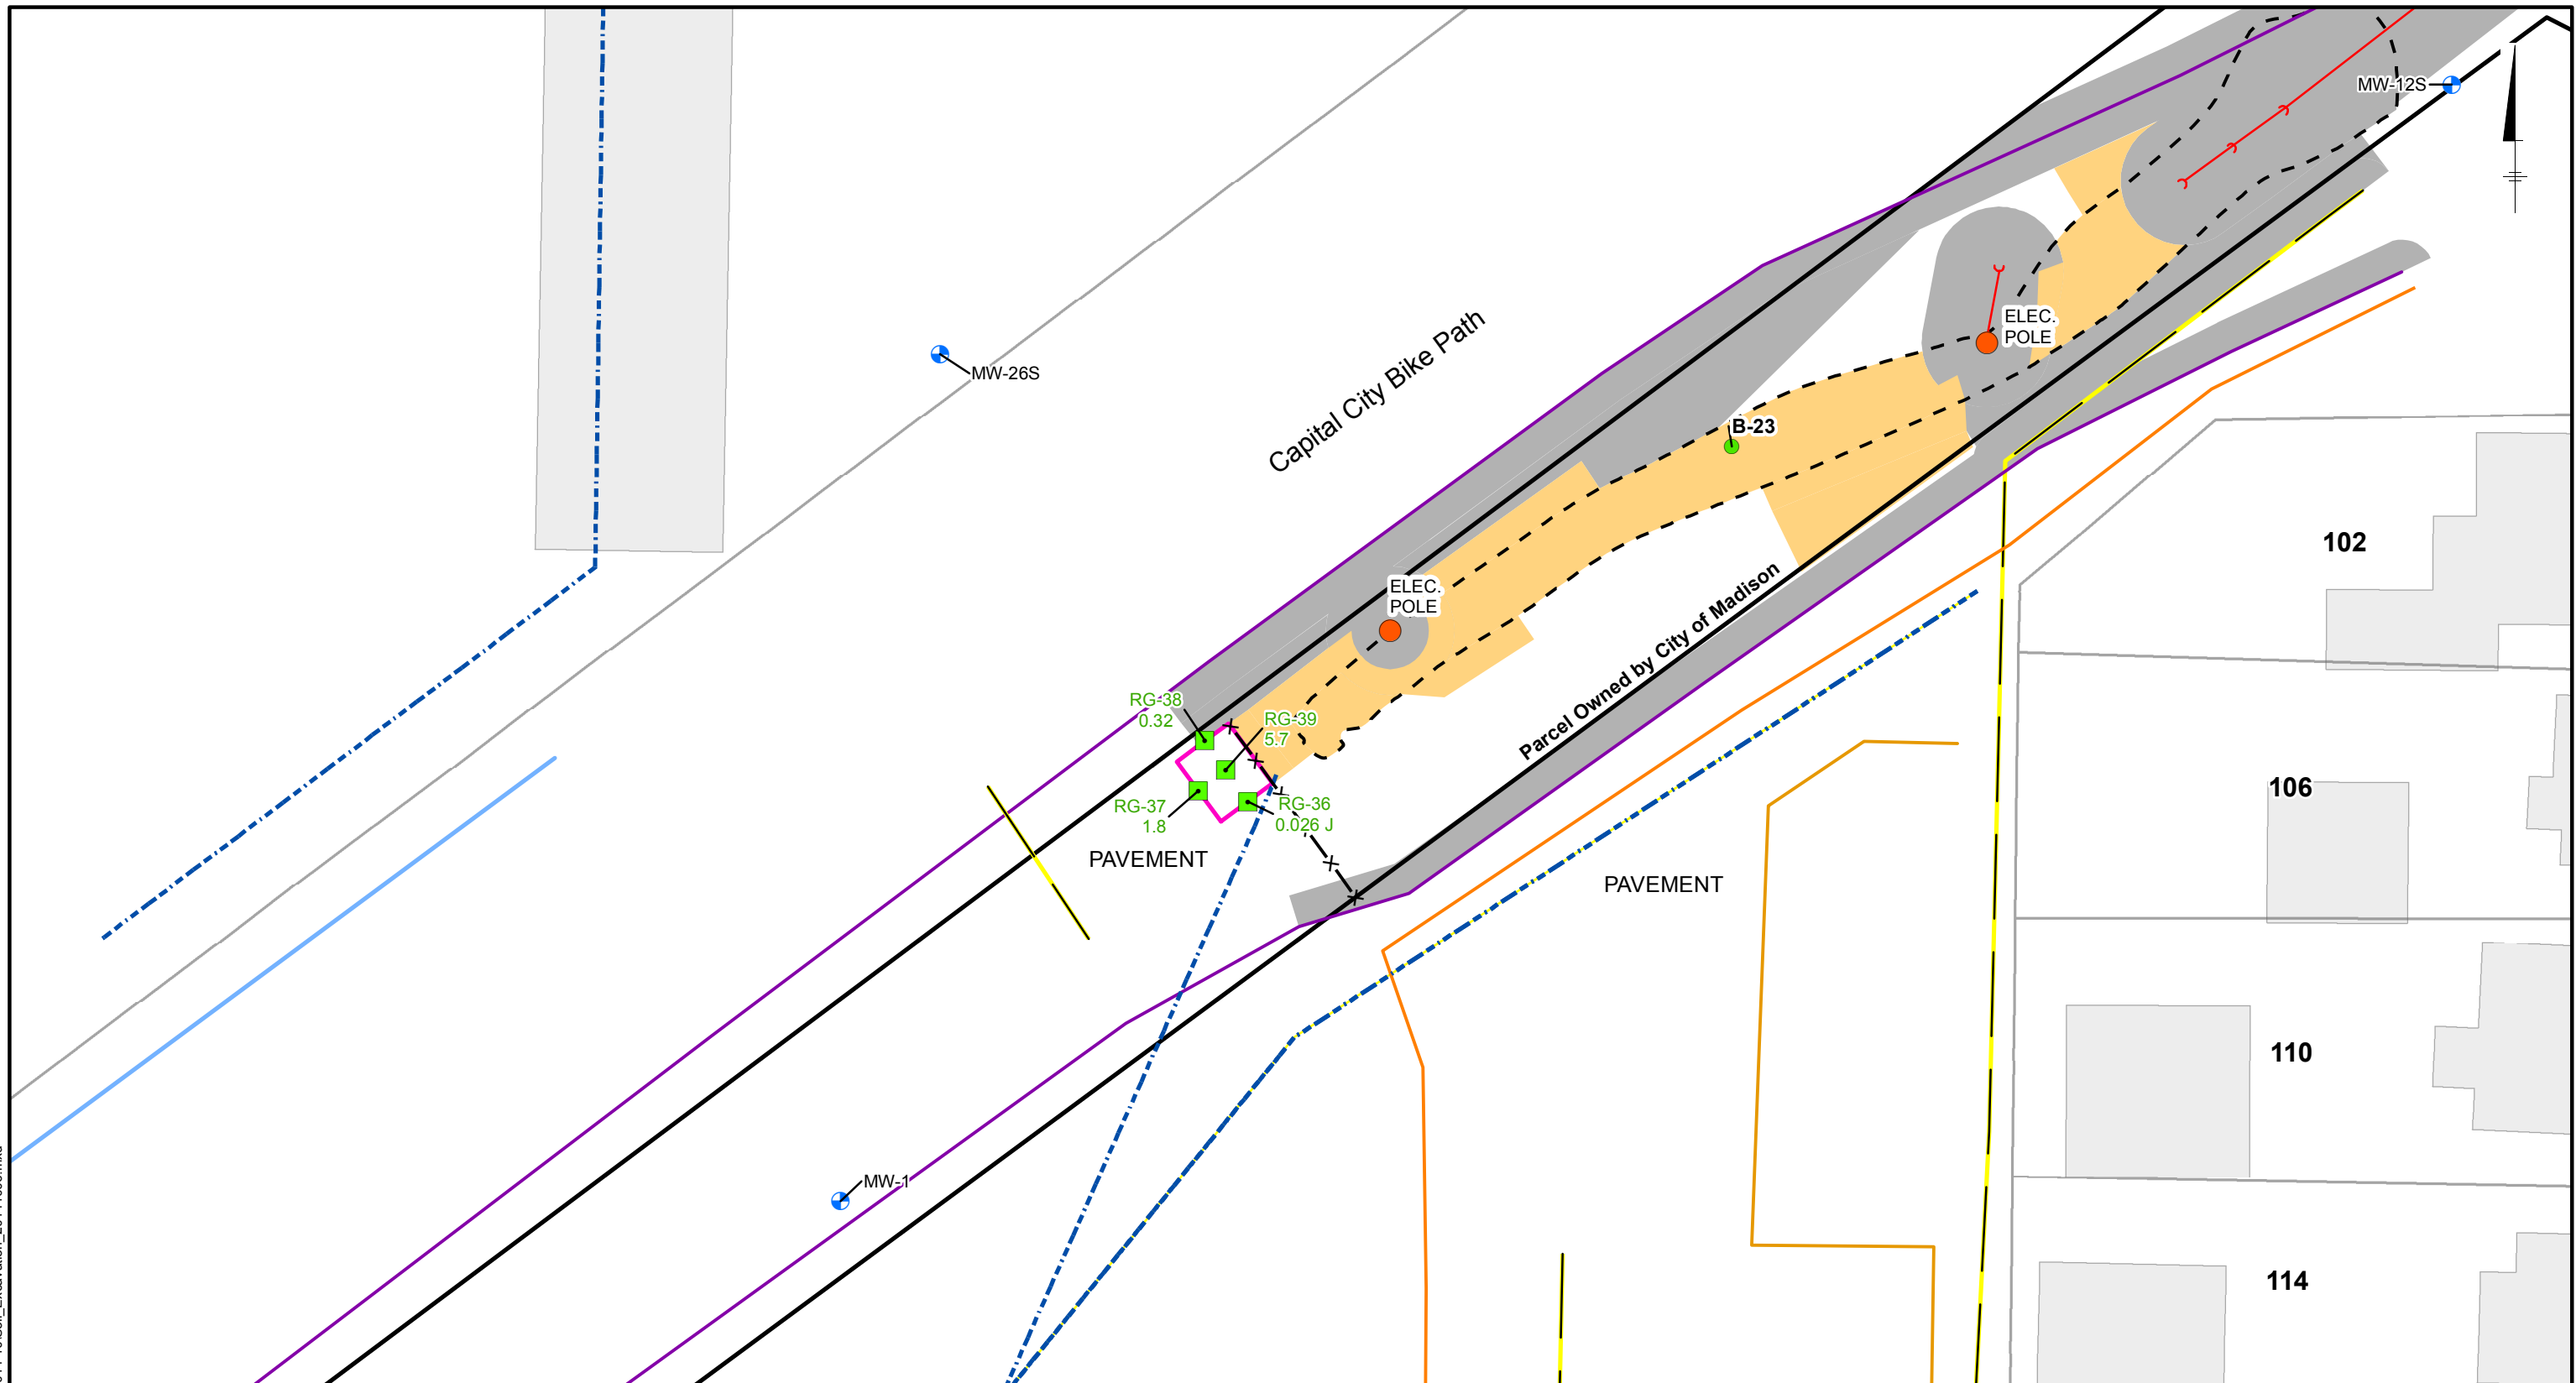 MW-12S
MW-26S
Capital City Bike Path
ELEC.
POLE
B-23
102
ELEC.
POLE
Parcel Owned by City of Madison
RG-38
0.32
RG-39
5.7
RG-37
1.8
RG-36
0.026 J
PAVEMENT
PAVEMENT
106
110
MW-1
114